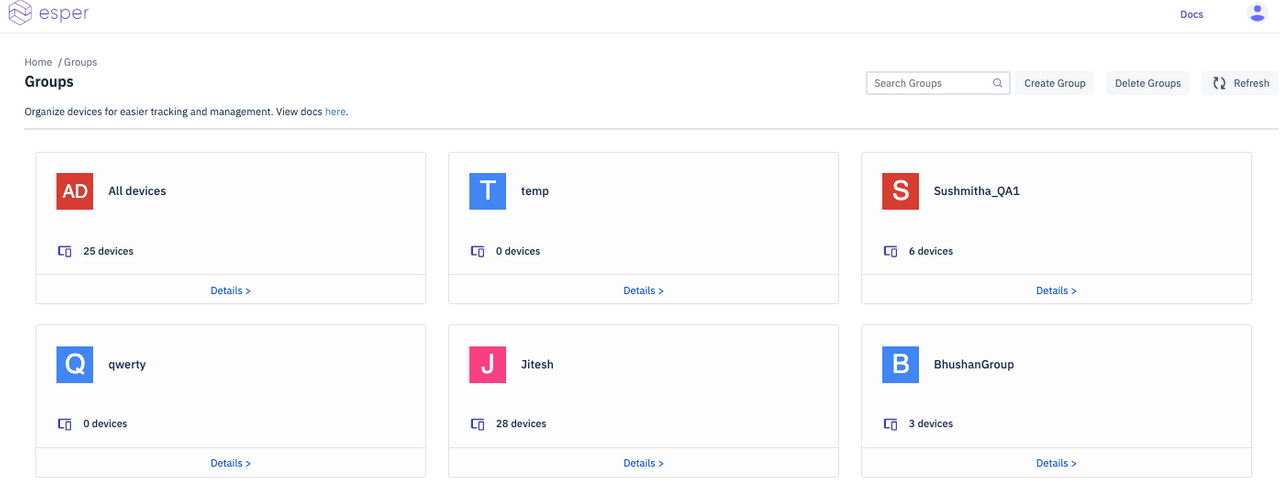 esper
Docs
Home / Groups
Groups
Search Groups
Create Group
Delete Groups
Refresh
Organize devices for easier tracking and management. View docs here.
AD All devices
25 devices
Details >
T temp
0 devices
Details >
S Sushmitha_QA1
6 devices
Details >
Q qwerty
0 devices
Details >
J Jitesh
28 devices
Details >
B BhushanGroup
3 devices
Details >